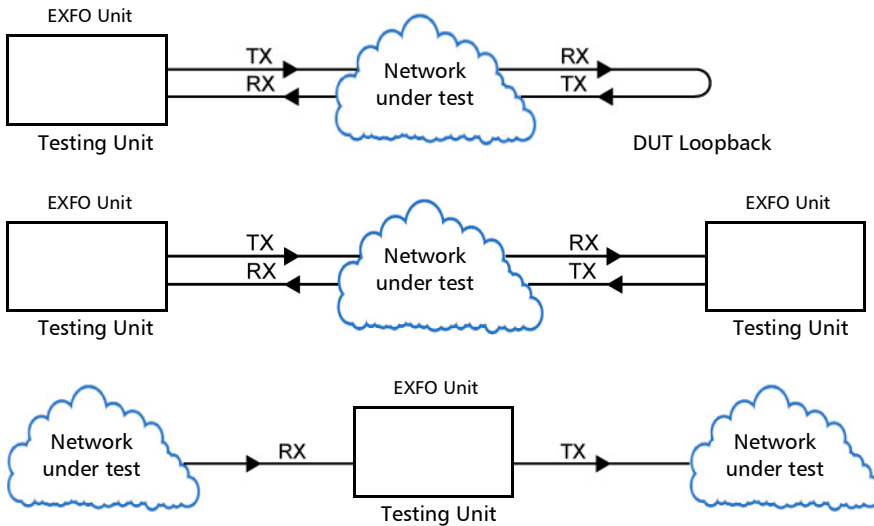 EXFO Unit
TX
RX
Network
under test
RX
TX
Testing Unit
DUT Loopback
EXFO Unit
EXFO Unit
TX
RX
Network
under test
RX
TX
Testing Unit
Testing Unit
EXFO Unit
Network
under test
RX
TX
Network
under test
Testing Unit